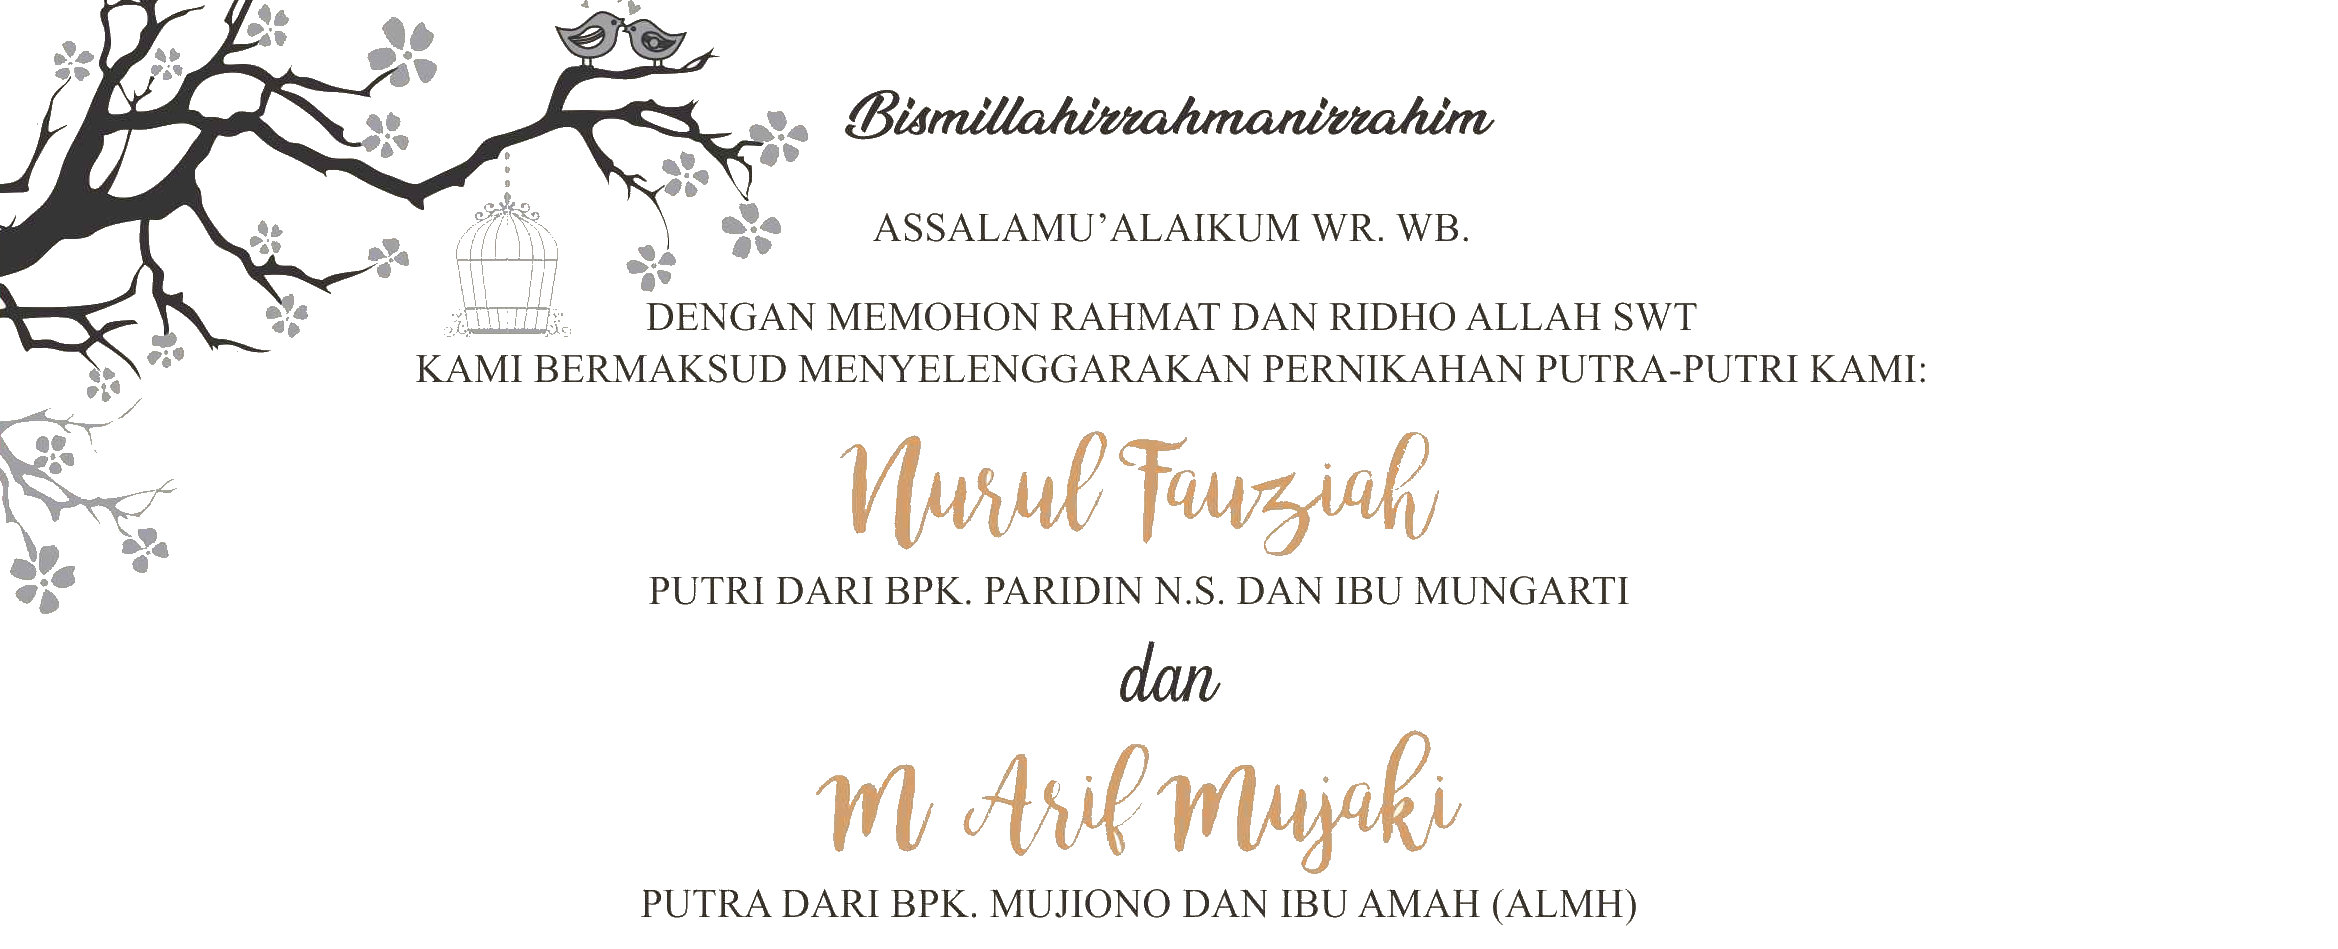 Bismillahirrahmanirrahim
ASSALAMU’ALAIKUM WR. WB.
DENGAN MEMOHON RAHMAT DAN RIDHO ALLAH SWT
KAMI BERMAKSUD MENYELENGGARAKAN PERNIKAHAN PUTRA-PUTRI KAMI:
Nurul Fauziah
PUTRI DARI BPK. PARIDIN N.S. DAN IBU MUNGARTI
dan
M Arif Mujaki
PUTRA DARI BPK. MUJIONO DAN IBU AMAH (ALMH)